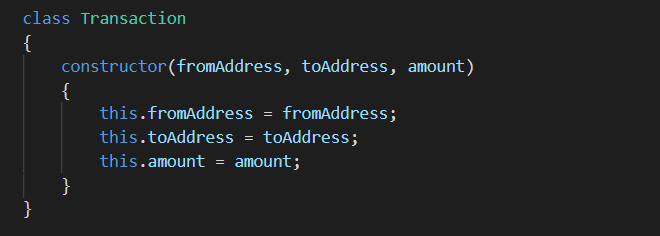 class Transaction
{
    constructor(fromAddress, toAddress, amount)
    {
        this.fromAddress = fromAddress;
        this.toAddress = toAddress;
        this.amount = amount;
    }
}